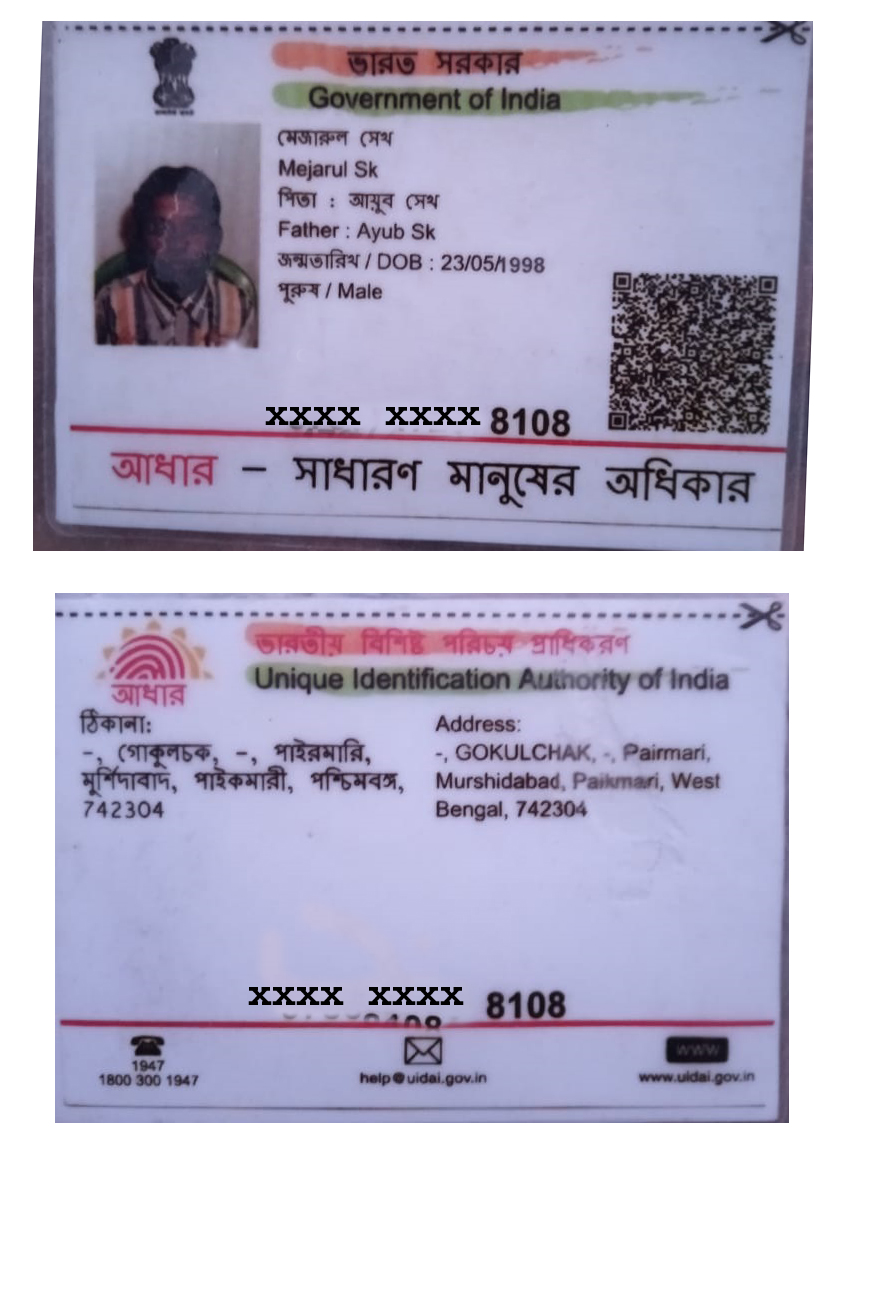 ভারত সরকার
Government of India
মেজারুল সেখ
Mejarul Sk
পিতা : আয়ুব সেখ
Father : Ayub Sk
জন্মতারিখ / DOB : 23/05/1998
পুরুষ / Male
XXXX XXXX 8108
আধার – সাধারণ মানুষের অধিকার
ভারতীয় বিশিষ্ট পরিচয় প্রাধিকরণ
Unique Identification Authority of India
আধার
ঠিকানা:
-, গোকুলচক, -, পাইরমারি,
মুর্শিদাবাদ, পাইকমারী, পশ্চিমবঙ্গ,
742304
Address:
-, GOKULCHAK, -, Pairmari,
Murshidabad, Paikmari, West
Bengal, 742304
XXXX XXXX 8108
1947
1800 300 1947
help@uidai.gov.in
www
www.uidai.gov.in